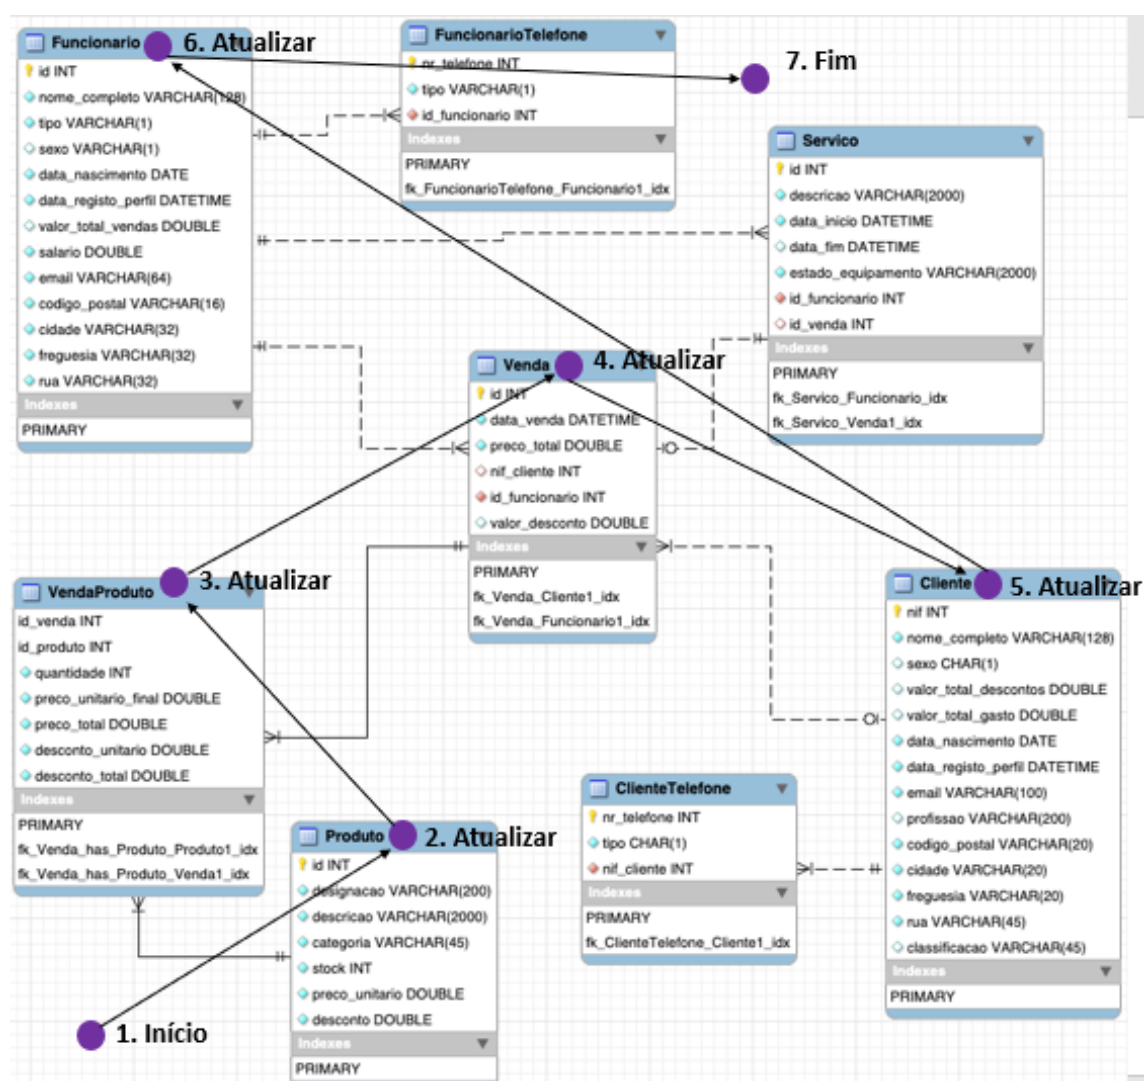 Funcionario
6. Atualizar
id INT
nome_completo VARCHAR(128)
tipo VARCHAR(1)
sexo VARCHAR(1)
data_nascimento DATE
data_registo_perfil DATETIME
valor_total_vendas DOUBLE
salario DOUBLE
email VARCHAR(64)
codigo_postal VARCHAR(16)
cidade VARCHAR(32)
freguesia VARCHAR(32)
rua VARCHAR(32)
Indexes
PRIMARY
FuncionarioTelefone
nr_telefone INT
tipo VARCHAR(1)
id_funcionario INT
Indexes
PRIMARY
fk_FuncionarioTelefone_Funcionario1_idx
7. Fim
Servico
id INT
descricao VARCHAR(2000)
data_inicio DATETIME
data_fim DATETIME
estado_equipamento VARCHAR(2000)
id_funcionario INT
id_venda INT
Indexes
PRIMARY
fk_Servico_Funcionario_idx
fk_Servico_Venda1_idx
Venda
4. Atualizar
id INT
data_venda DATETIME
preco_total DOUBLE
nif_cliente INT
id_funcionario INT
valor_desconto DOUBLE
Indexes
PRIMARY
fk_Venda_Cliente1_idx
fk_Venda_Funcionario1_idx
VendaProduto
3. Atualizar
id_venda INT
id_produto INT
quantidade INT
preco_unitario_final DOUBLE
preco_total DOUBLE
desconto_unitario DOUBLE
desconto_total DOUBLE
Indexes
PRIMARY
fk_Venda_has_Produto_Produto1_idx
fk_Venda_has_Produto_Venda1_idx
Cliente
5. Atualizar
nif INT
nome_completo VARCHAR(128)
sexo CHAR(1)
valor_total_descontos DOUBLE
valor_total_gasto DOUBLE
data_nascimento DATE
data_registo_perfil DATETIME
email VARCHAR(100)
profissao VARCHAR(200)
codigo_postal VARCHAR(20)
cidade VARCHAR(20)
freguesia VARCHAR(20)
rua VARCHAR(45)
classificacao VARCHAR(45)
Indexes
PRIMARY
ClienteTelefone
nr_telefone INT
tipo CHAR(1)
nif_cliente INT
Indexes
PRIMARY
fk_ClienteTelefone_Cliente1_idx
Produto
2. Atualizar
id INT
designacao VARCHAR(200)
descricao VARCHAR(2000)
categoria VARCHAR(45)
stock INT
preco_unitario DOUBLE
desconto DOUBLE
Indexes
PRIMARY
1. Início